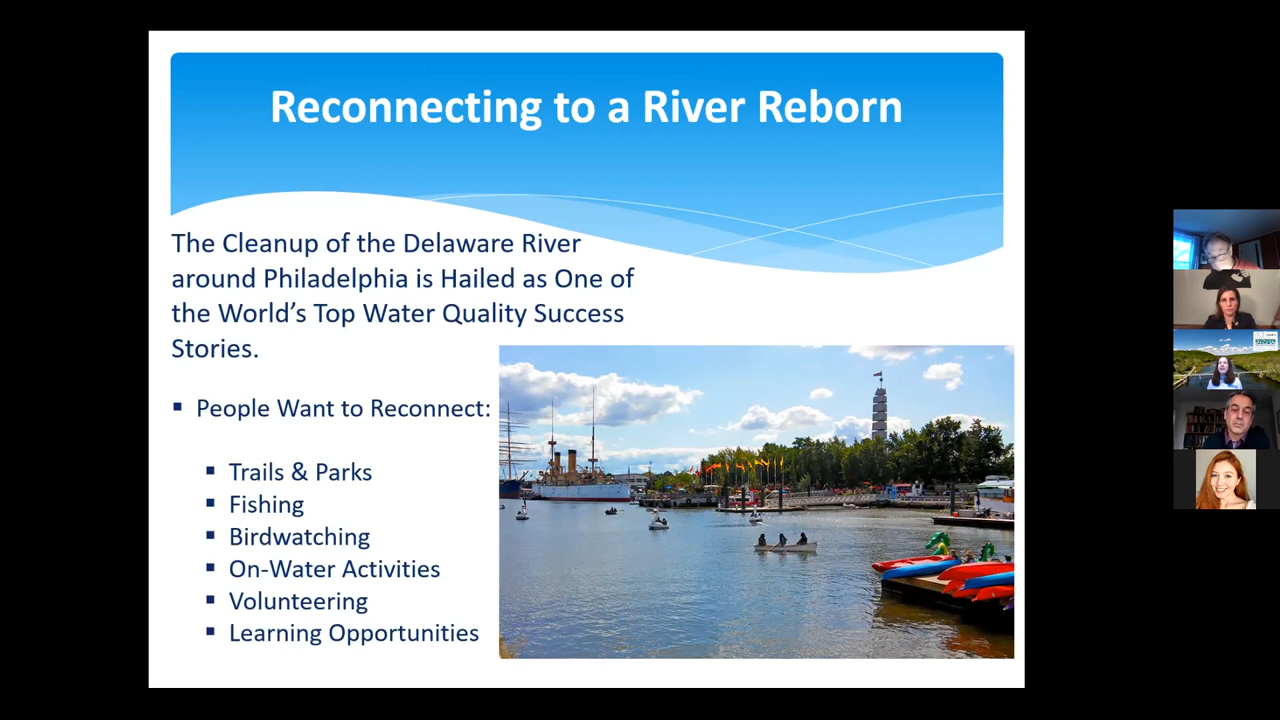 Reconnecting to a River Reborn
The Cleanup of the Delaware River
around Philadelphia is Hailed as One of
the World's Top Water Quality Success
Stories.
▪ People Want to Reconnect:
▪ Trails & Parks
▪ Fishing
▪ Birdwatching
▪ On-Water Activities
▪ Volunteering
▪ Learning Opportunities